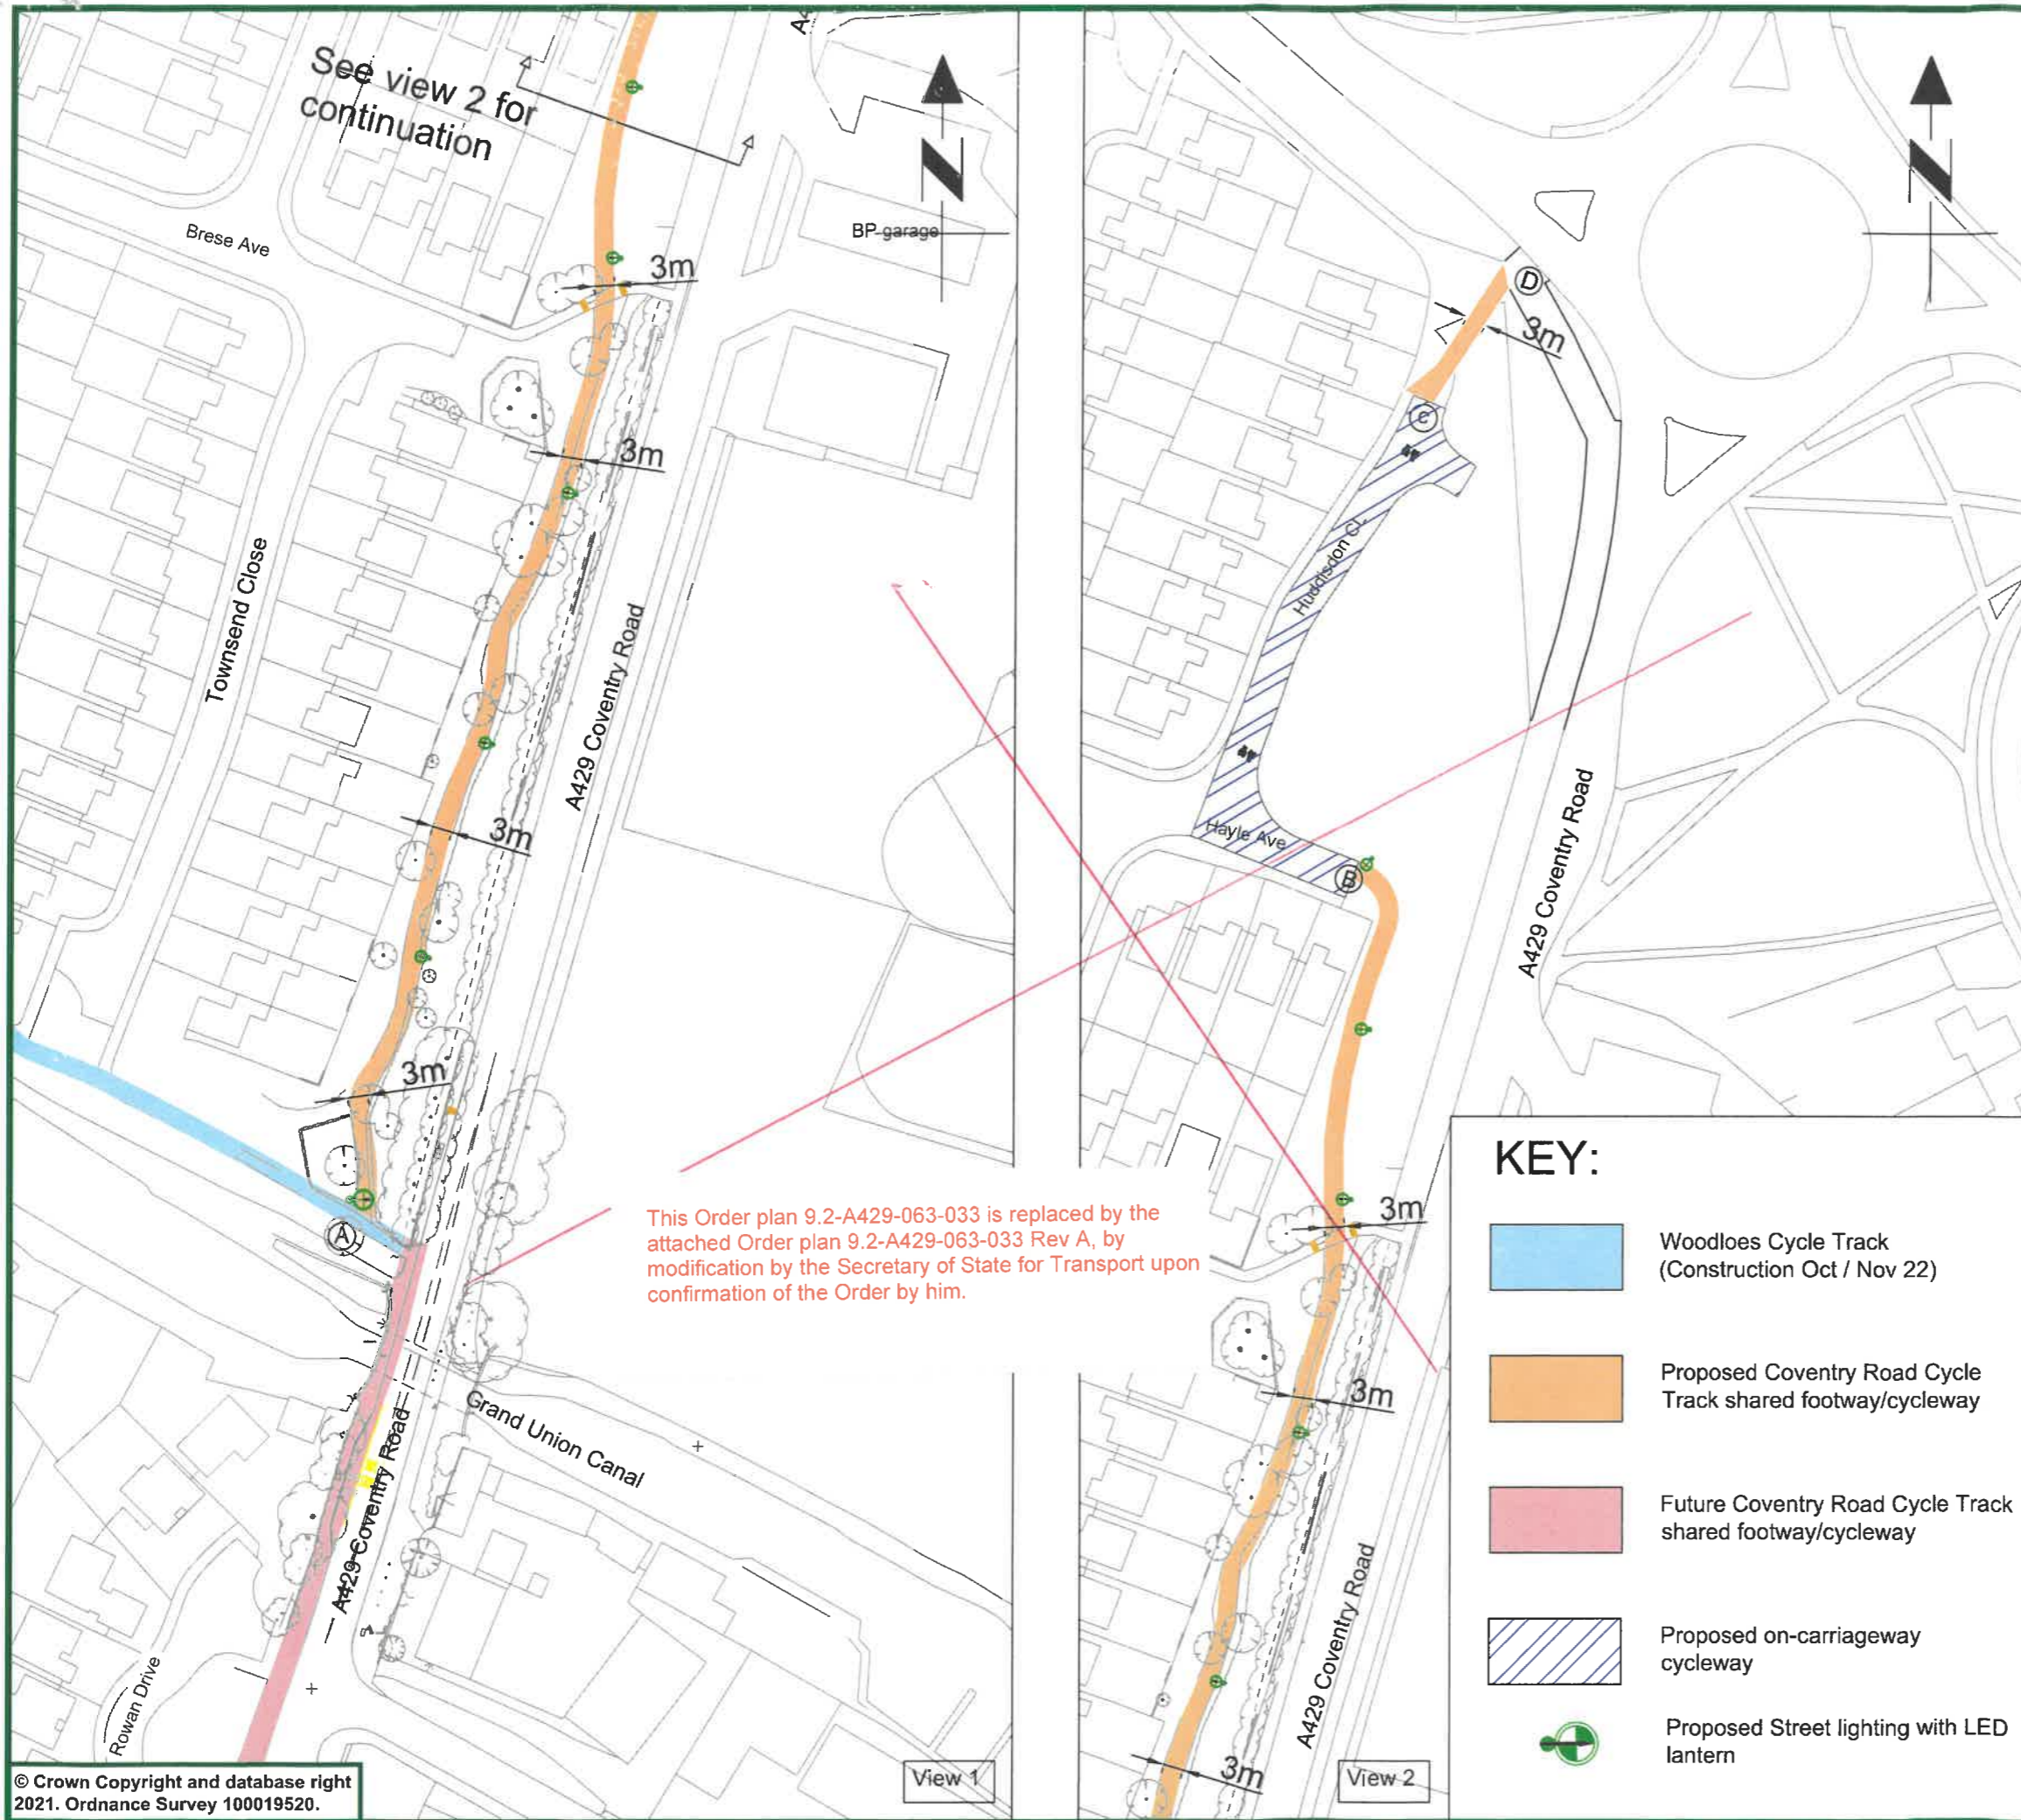 See view 2 for
continuation
A4
N
BP garage
Brese Ave
3m
3m
Townsend Close
A429 Coventry Road
3m
3m
A
Grand Union Canal
A429 Coventry Road
Rowan Drive
© Crown Copyright and database right
2021. Ordnance Survey 100019520.
View 1
This Order plan 9.2-A429-063-033 is replaced by the
attached Order plan 9.2-A429-063-033 Rev A, by
modification by the Secretary of State for Transport upon
confirmation of the Order by him.
N
D
3m
C
Huddisdon Cl.
Hayle Ave
B
A429 Coventry Road
3m
3m
A429 Coventry Road
3m
View 2
KEY:
Woodloes Cycle Track
(Construction Oct / Nov 22)
Proposed Coventry Road Cycle
Track shared footway/cycleway
Future Coventry Road Cycle Track
shared footway/cycleway
Proposed on-carriageway
cycleway
Proposed Street lighting with LED
lantern